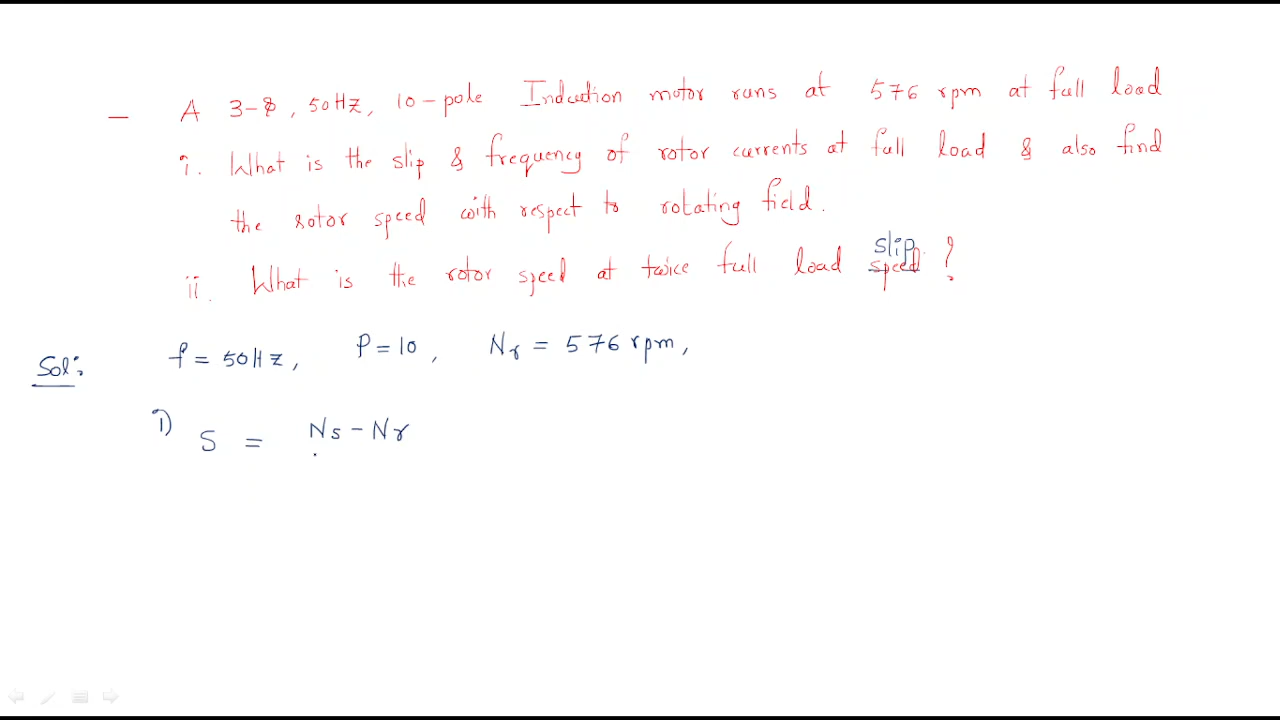 A 3-φ, 50Hz, 10-pole Induction motor runs at 576 rpm at full load
i. What is the slip & frequency of rotor currents at full load & also find
the rotor speed with respect to rotating field.
ii. What is the rotor speed at twice full load speed slip ?
Sol: f = 50Hz, P = 10, Nr = 576 rpm,
i) S = Ns - Nr